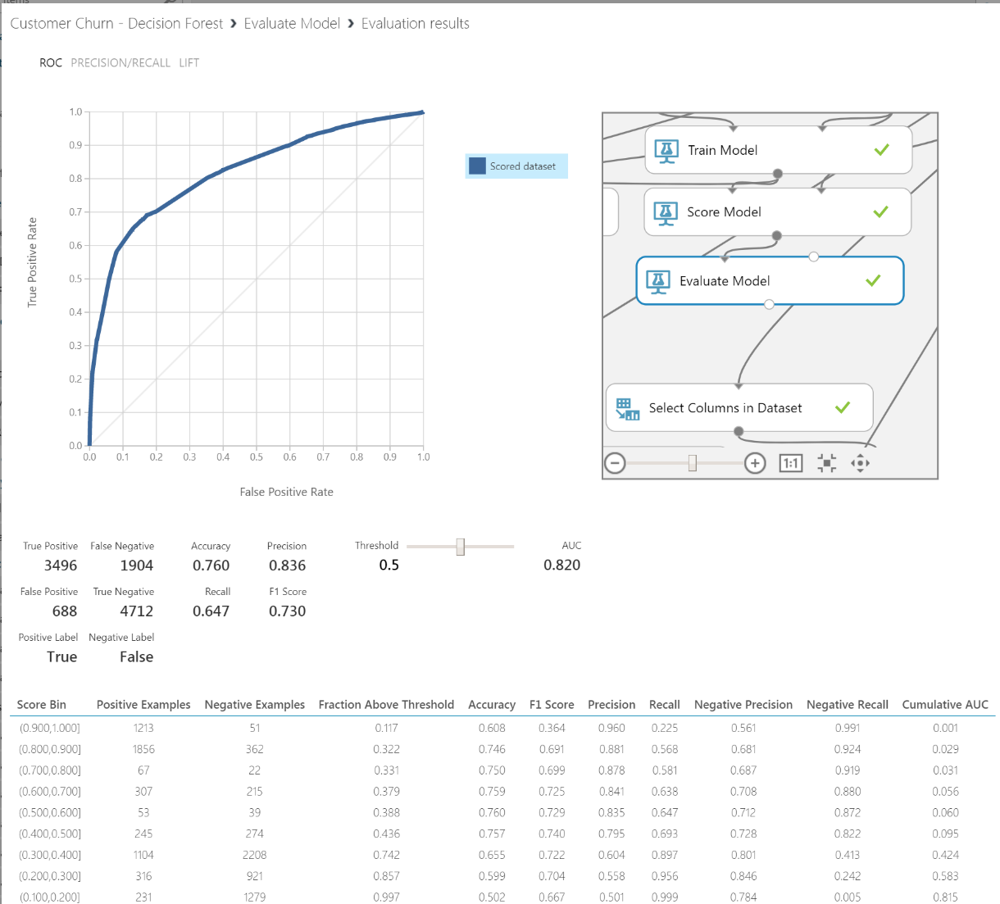 Customer Churn - Decision Forest › Evaluate Model › Evaluation results
ROC PRECISION/RECALL LIFT
1.0
0.9
0.8
0.7
0.6
0.5
0.4
0.3
0.2
0.1
0.0
True Positive Rate
0.0 0.1 0.2 0.3 0.4 0.5 0.6 0.7 0.8 0.9 1.0
False Positive Rate
Scored dataset
Train Model
Score Model
Evaluate Model
Select Columns in Dataset
1:1
True Positive False Negative Accuracy Precision Threshold AUC
3496 1904 0.760 0.836 0.5 0.820
False Positive True Negative Recall F1 Score
688 4712 0.647 0.730
Positive Label Negative Label
True False
Score Bin Positive Examples Negative Examples Fraction Above Threshold Accuracy F1 Score Precision Recall Negative Precision Negative Recall Cumulative AUC
(0.900,1.000] 1213 51 0.117 0.608 0.364 0.960 0.225 0.561 0.991 0.001
(0.800,0.900] 1856 362 0.322 0.746 0.691 0.881 0.568 0.681 0.924 0.029
(0.700,0.800] 67 22 0.331 0.750 0.699 0.878 0.581 0.687 0.919 0.031
(0.600,0.700] 307 215 0.379 0.759 0.725 0.841 0.638 0.708 0.880 0.056
(0.500,0.600] 53 39 0.388 0.760 0.729 0.835 0.647 0.712 0.872 0.060
(0.400,0.500] 245 274 0.436 0.757 0.740 0.795 0.693 0.728 0.822 0.095
(0.300,0.400] 1104 2208 0.742 0.655 0.722 0.604 0.897 0.801 0.413 0.424
(0.200,0.300] 316 921 0.857 0.599 0.704 0.558 0.956 0.846 0.242 0.583
(0.100,0.200] 231 1279 0.997 0.502 0.667 0.501 0.999 0.784 0.005 0.815